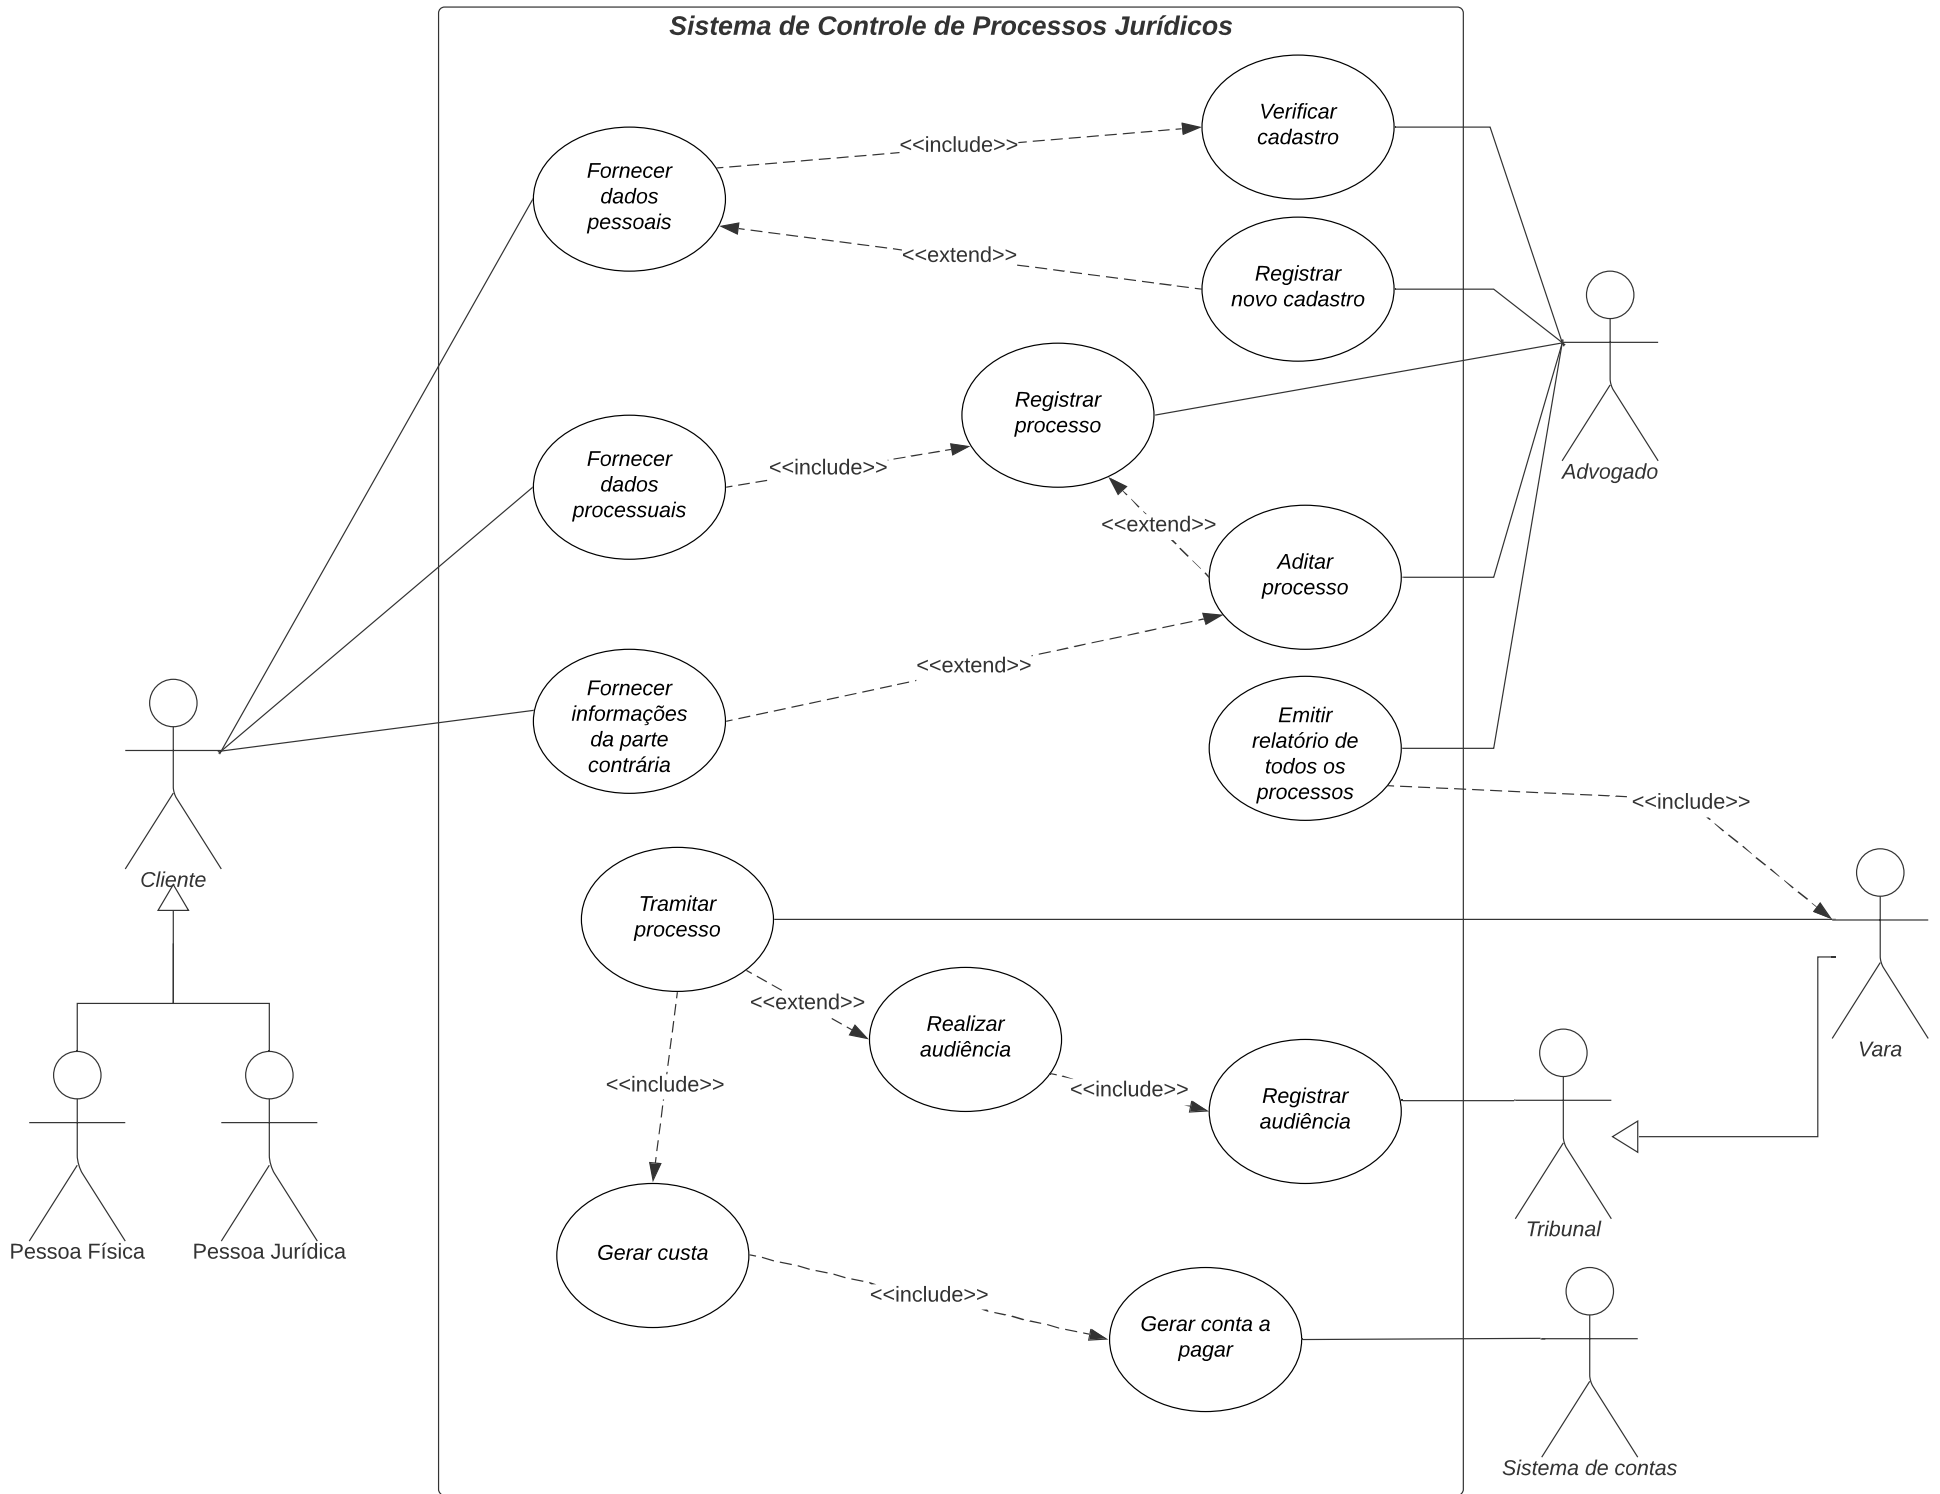 Sistema de Controle de Processos Jurídicos
Verificar
cadastro
<<include>>
Fornecer
dados
pessoais
<<extend>>
Registrar
novo cadastro
Registrar
processo
Advogado
Fornecer
dados
processuais
<<include>>
<<extend>>
Aditar
processo
<<extend>>
Fornecer
informações
da parte
contrária
Emitir
relatório de
todos os
processos
<<include>>
Cliente
Tramitar
processo
<<extend>>
Realizar
audiência
Vara
<<include>>
<<include>>
Registrar
audiência
Tribunal
Pessoa Física
Pessoa Jurídica
Gerar custa
<<include>>
Gerar conta a
pagar
Sistema de contas